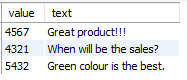 value text
4567 Great product!!!
4321 When will be the sales?
5432 Green colour is the best.